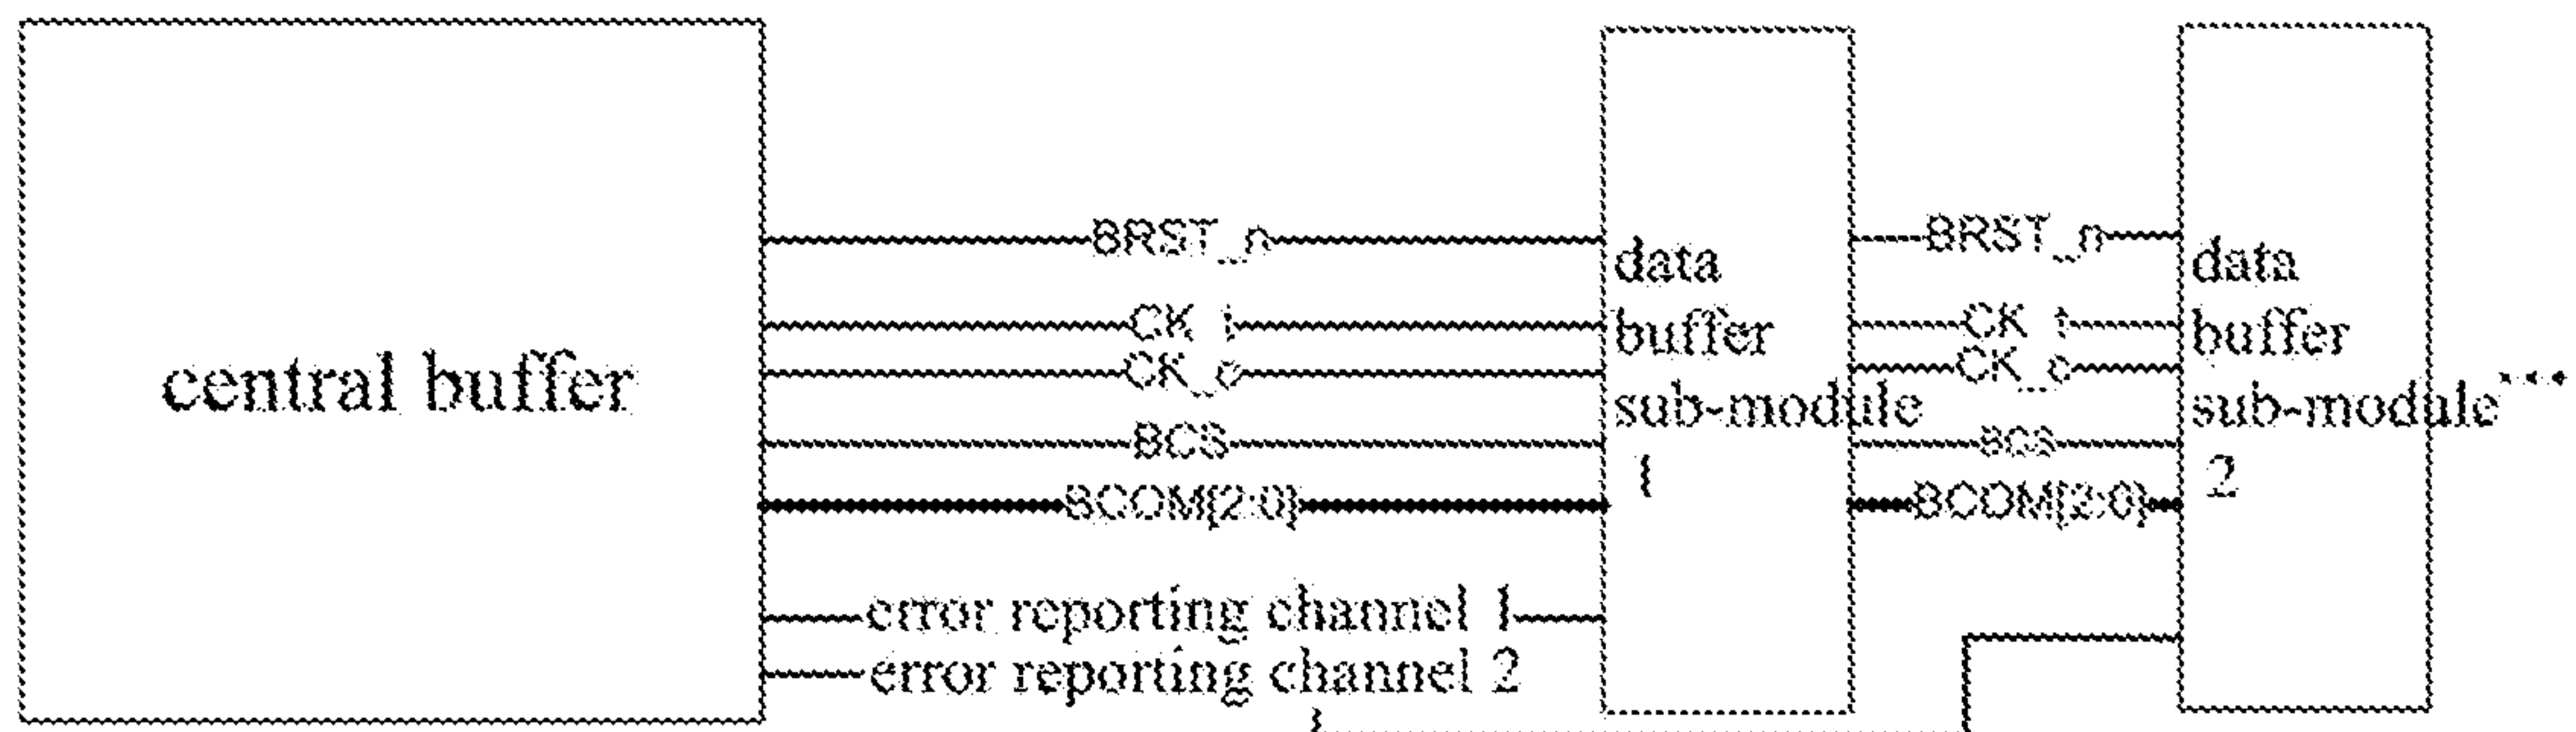 central buffer
BRST_n
CK_t
CK_c
BCS
BCOM[2:0]
error reporting channel 1
error reporting channel 2
data
buffer
sub-module
1
BRST_n
CK_t
CK_c
BCS
BCOM[2:0]
data
buffer
sub-module
2
...